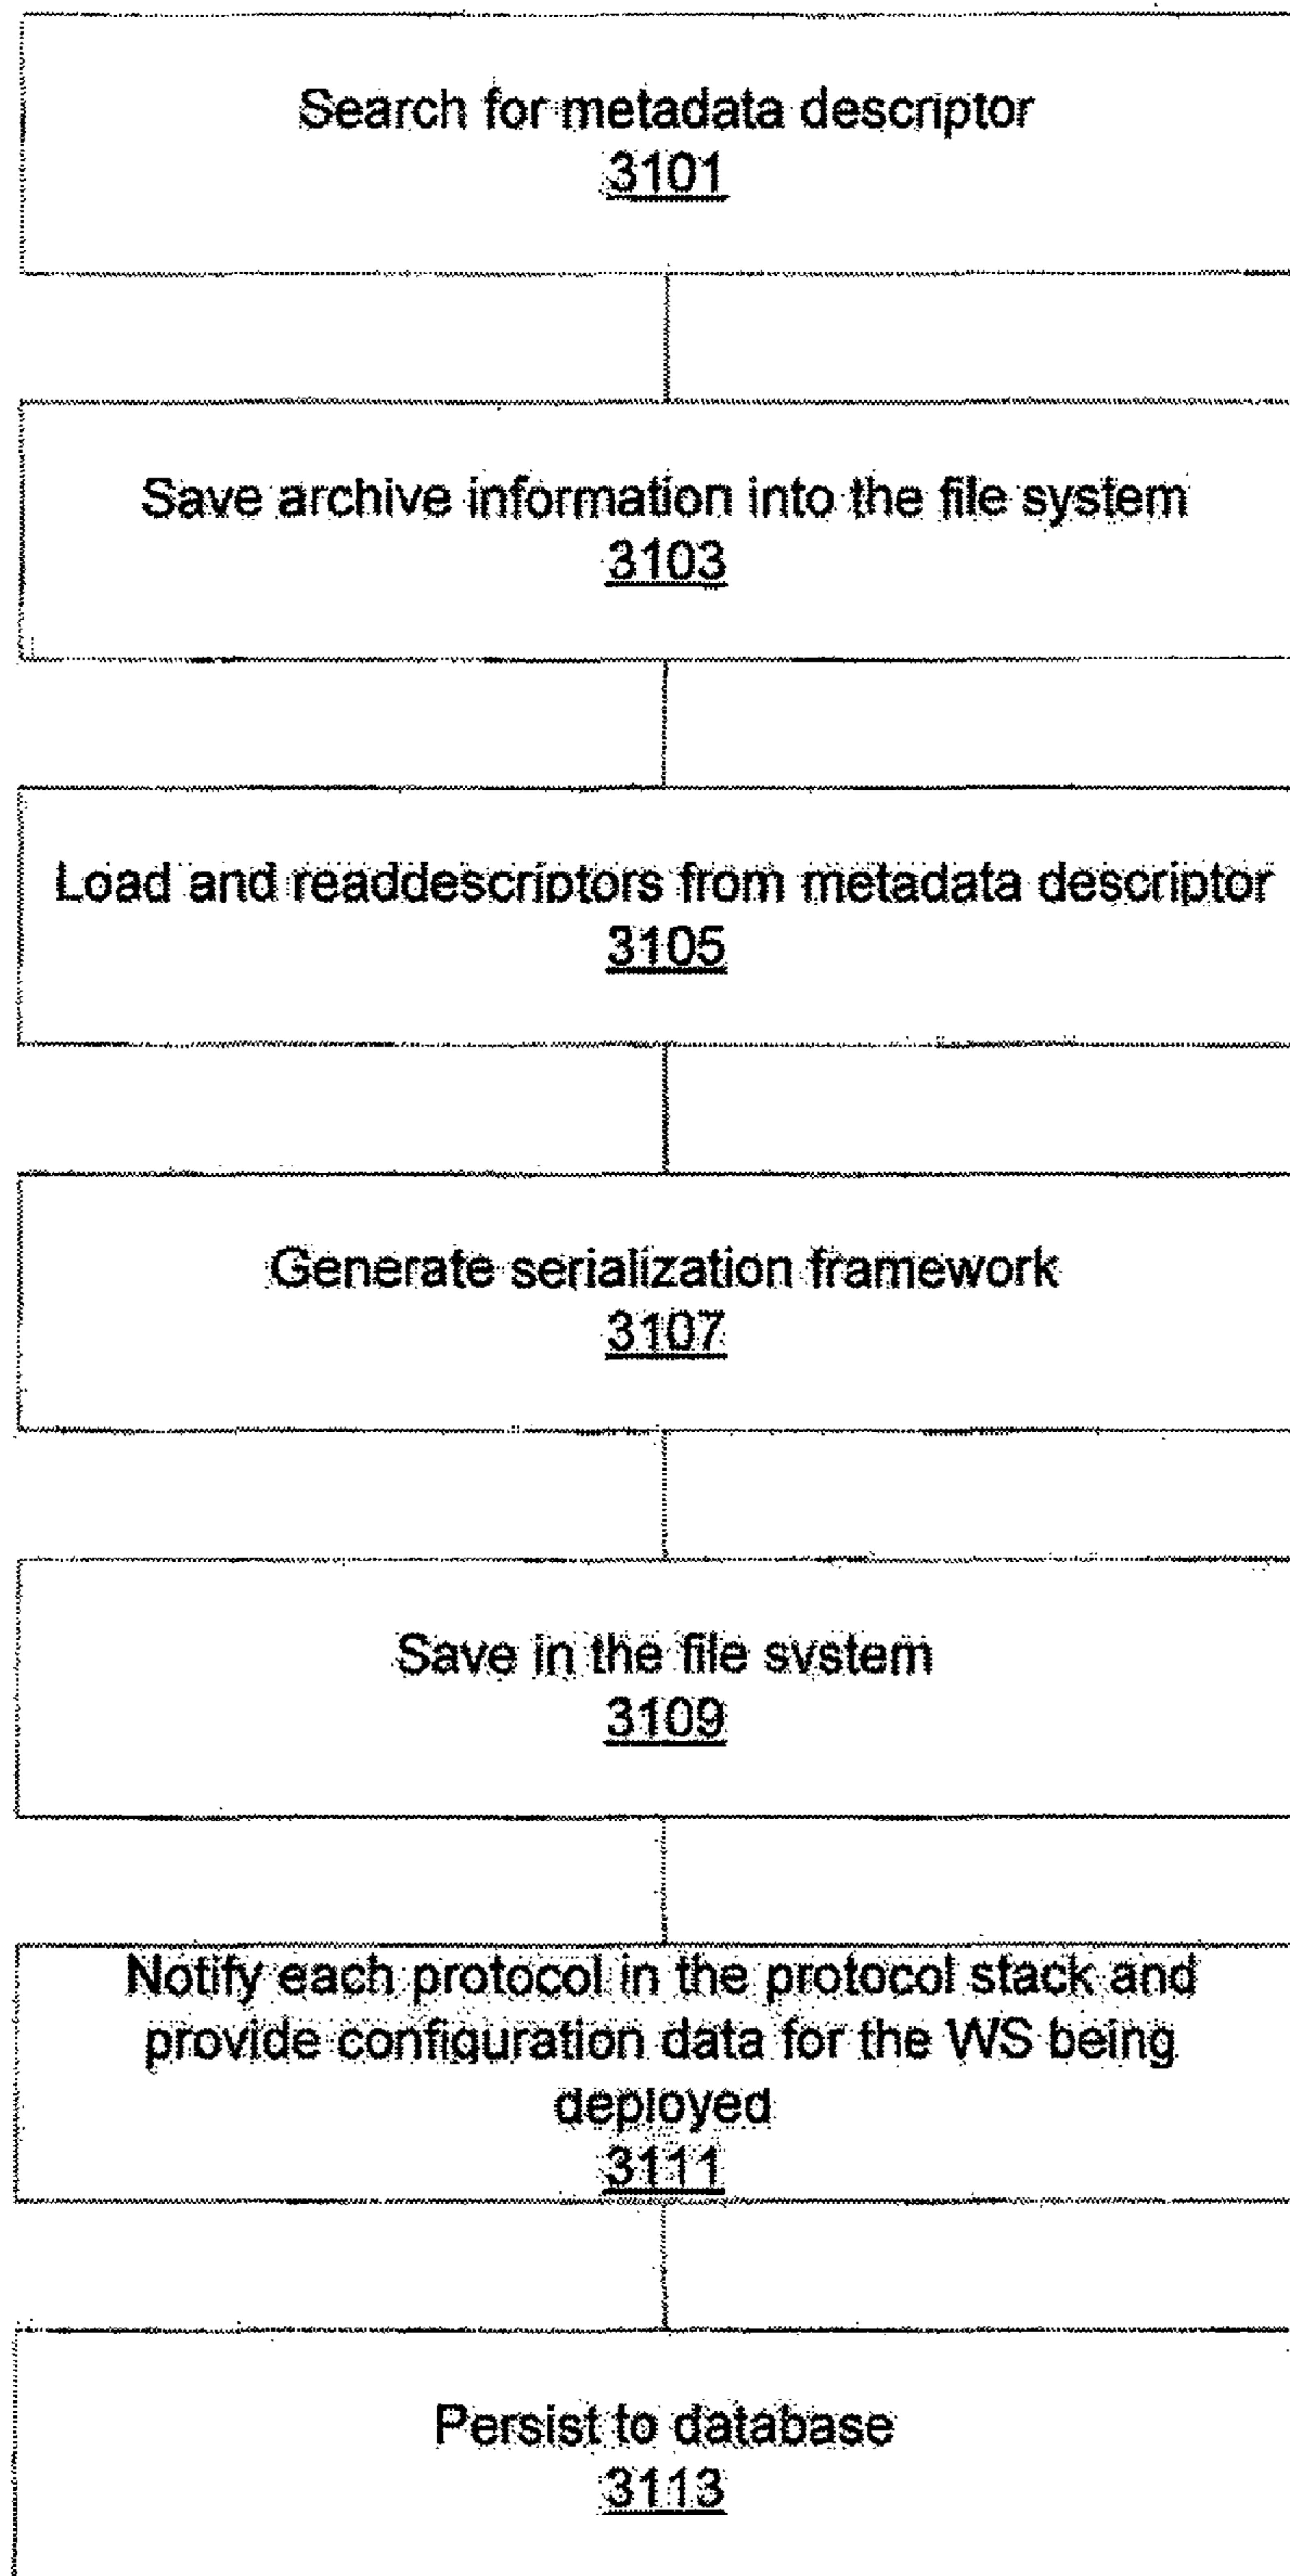 Search for metadata descriptor
3101
Save archive information into the file system
3103
Load and readdescriptors from metadata descriptor
3105
Generate serialization framework
3107
Save in the file system
3109
Notify each protocol in the protocol stack and
provide configuration data for the WS being
deployed
3111
Persist to database
3113